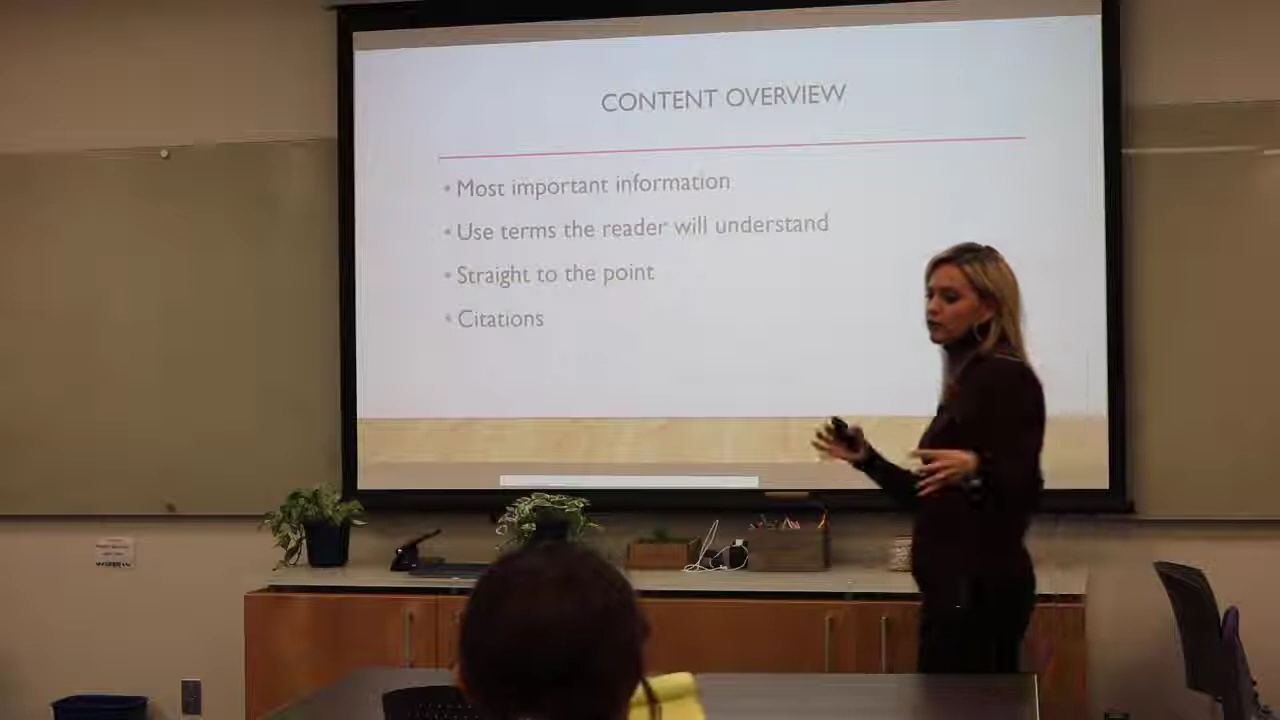 CONTENT OVERVIEW
• Most important information
• Use terms the reader will understand
• Straight to the point
• Citations